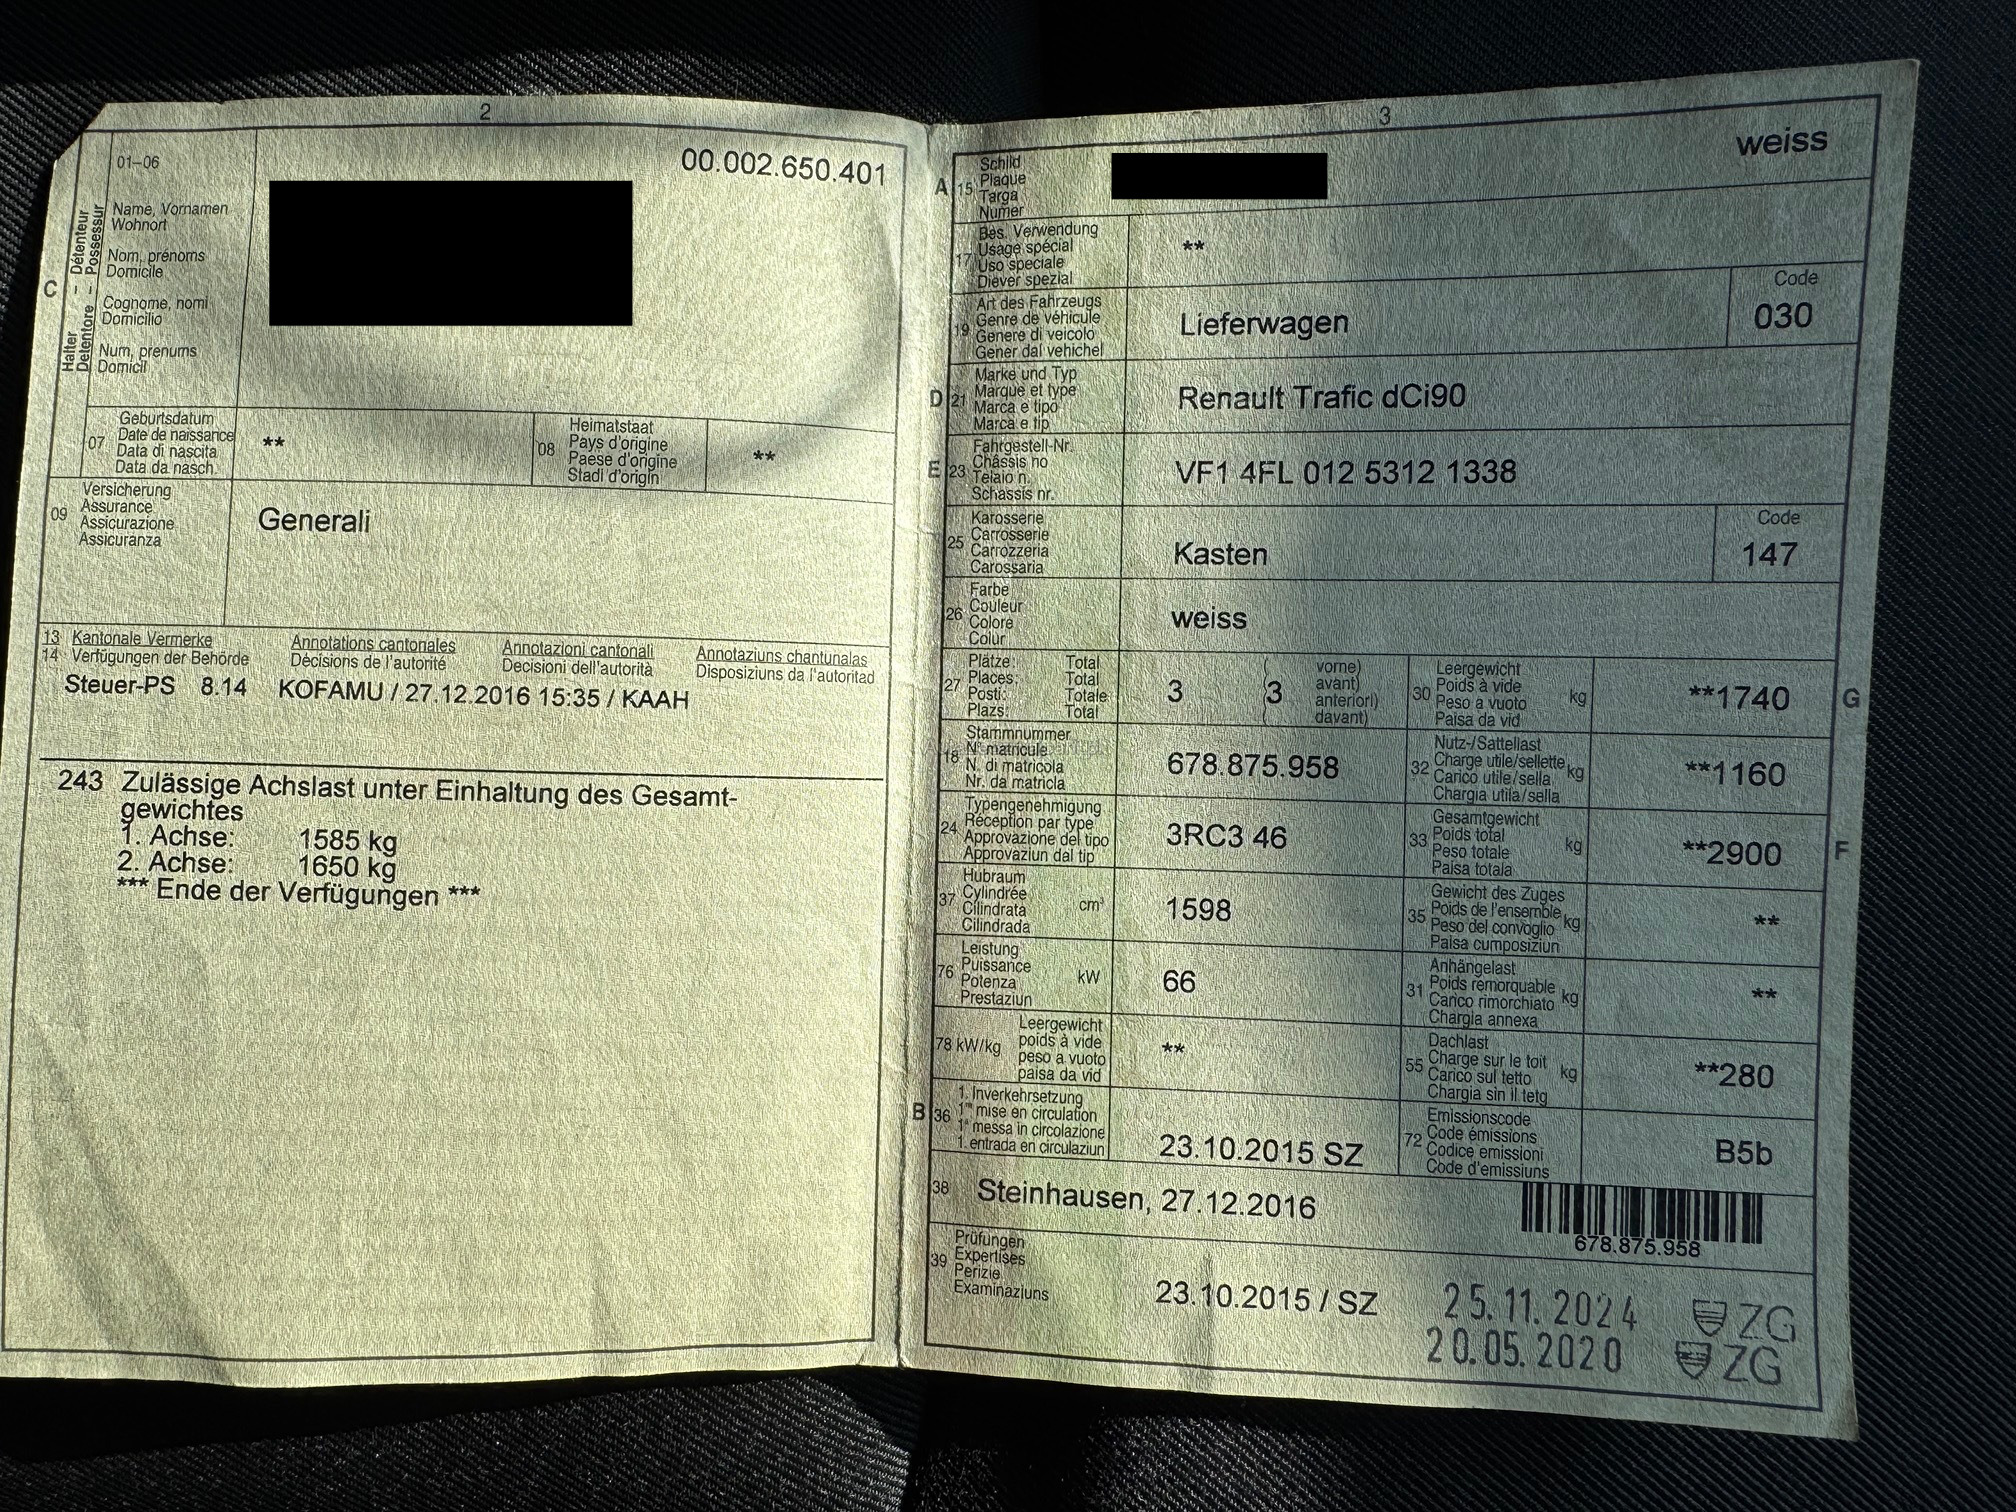 2
01–06
00.002.650.401
Name, Vornamen
Wohnort
Nom, prénoms
Domicile
Cognome, nomi
Domicilio
Num, prenums
Domicil
C
Halter – Détenteur
Detentore – Possessur
07
Geburtsdatum
Date de naissance
Data di nascita
Data da nasch.
**
08
Heimatstaat
Pays d'origine
Paese d'origine
Stadi d'origin
**
09
Versicherung
Assurance
Assicurazione
Assicuranza
Generali
13 Kantonale Vermerke Annotations cantonales Annotazioni cantonali Annotaziuns chantunalas
14 Verfügungen der Behörde Décisions de l'autorité Decisioni dell'autorità Disposiziuns da l'autoritad
Steuer-PS 8.14 KOFAMU / 27.12.2016 15:35 / KAAH
243 Zulässige Achslast unter Einhaltung des Gesamt-
gewichtes
1. Achse: 1585 kg
2. Achse: 1650 kg
*** Ende der Verfügungen ***
3
A 15
Schild
Plaque
Targa
Numer
weiss
17
Bes. Verwendung
Usage spécial
Uso speciale
Diever spezial
**
19
Art des Fahrzeugs
Genre de véhicule
Genere di veicolo
Gener dal vehichel
Lieferwagen
Code
030
D 21
Marke und Typ
Marque et type
Marca e tipo
Marca e tip
Renault Trafic dCi90
E 23
Fahrgestell-Nr.
Châssis no
Telaio n.
Schassis nr.
VF1 4FL 012 5312 1338
25
Karosserie
Carrosserie
Carrozzeria
Carossaria
Kasten
Code
147
26
Farbe
Couleur
Colore
Colur
weiss
27
Plätze: Total
Places: Total
Posti: Totale
Plazs: Total
3 (3
vorne)
avant)
anteriori)
davant)
30
Leergewicht
Poids à vide
Peso a vuoto
Paisa da vid
kg
**1740
G
18
Stammnummer
N° matricule
N. di matricola
Nr. da matricla
678.875.958
32
Nutz-/Sattellast
Charge utile/sellette
Carico utile/sella
Chargia utila/sella
kg
**1160
24
Typengenehmigung
Réception par type
Approvazione del tipo
Approvaziun dal tip
3RC3 46
33
Gesamtgewicht
Poids total
Peso totale
Paisa totala
kg
**2900
F
37
Hubraum
Cylindrée
Cilindrata
Cilindrada
cm³
1598
35
Gewicht des Zuges
Poids de l'ensemble
Peso del convoglio
Paisa cumposiziun
kg
**
76
Leistung
Puissance
Potenza
Prestaziun
kW
66
31
Anhängelast
Poids remorquable
Carico rimorchiato
Chargia annexa
kg
**
78 kW/kg
Leergewicht
poids à vide
peso a vuoto
paisa da vid
**
55
Dachlast
Charge sur le toit
Carico sul tetto
Chargia sin il tetg
kg
**280
B 36
1. Inverkehrsetzung
1re mise en circulation
1a messa in circolazione
1. entrada en circulaziun
23.10.2015 SZ
72
Emissionscode
Code émissions
Codice emissioni
Code d'emissiuns
B5b
38
Steinhausen, 27.12.2016
678.875.958
39
Prüfungen
Expertises
Perizie
Examinaziuns
23.10.2015 / SZ
25.11.2024 ZG
20.05.2020 ZG